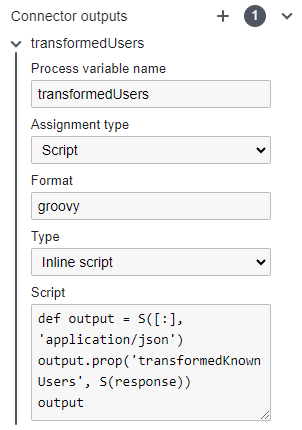 Connector outputs + 1
transformedUsers
Process variable name
transformedUsers
Assignment type
Script
Format
groovy
Type
Inline script
Script
def output = S([:],
'application/json')
output.prop('transformedKnown
Users', S(response))
output